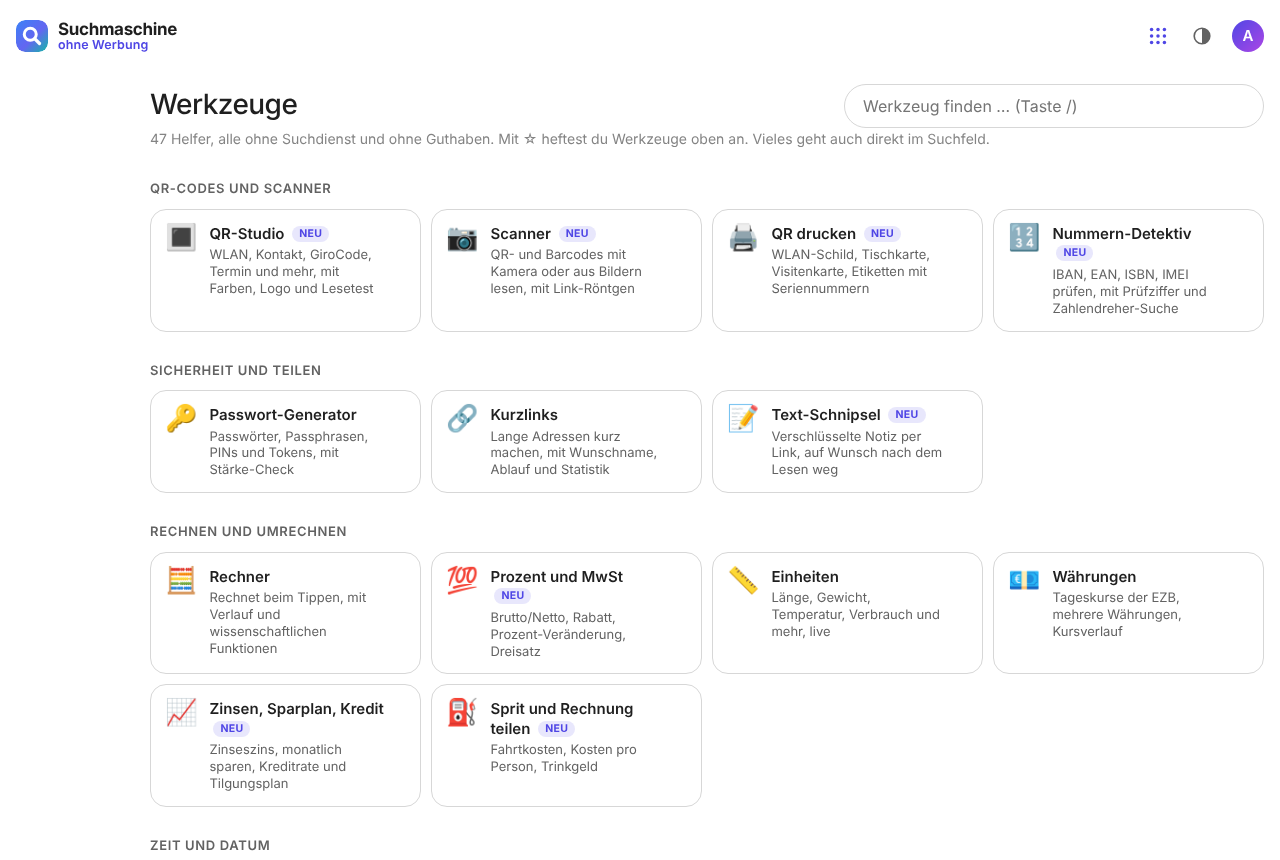 Suchmaschine
ohne Werbung
A
Werkzeuge
Werkzeug finden … (Taste /)
47 Helfer, alle ohne Suchdienst und ohne Guthaben. Mit ☆ heftest du Werkzeuge oben an. Vieles geht auch direkt im Suchfeld.
QR-CODES UND SCANNER
QR-Studio NEU
WLAN, Kontakt, GiroCode,
Termin und mehr, mit
Farben, Logo und Lesetest
Scanner NEU
QR- und Barcodes mit
Kamera oder aus Bildern
lesen, mit Link-Röntgen
QR drucken NEU
WLAN-Schild, Tischkarte,
Visitenkarte, Etiketten mit
Seriennummern
1 2
3 4
Nummern-Detektiv
NEU
IBAN, EAN, ISBN, IMEI
prüfen, mit Prüfziffer und
Zahlendreher-Suche
SICHERHEIT UND TEILEN
Passwort-Generator
Passwörter, Passphrasen,
PINs und Tokens, mit
Stärke-Check
Kurzlinks
Lange Adressen kurz
machen, mit Wunschname,
Ablauf und Statistik
Text-Schnipsel NEU
Verschlüsselte Notiz per
Link, auf Wunsch nach dem
Lesen weg
RECHNEN UND UMRECHNEN
Rechner
Rechnet beim Tippen, mit
Verlauf und
wissenschaftlichen
Funktionen
100
Prozent und MwSt
NEU
Brutto/Netto, Rabatt,
Prozent-Veränderung,
Dreisatz
Einheiten
Länge, Gewicht,
Temperatur, Verbrauch und
mehr, live
Währungen
Tageskurse der EZB,
mehrere Währungen,
Kursverlauf
Zinsen, Sparplan, Kredit
NEU
Zinseszins, monatlich
sparen, Kreditrate und
Tilgungsplan
Sprit und Rechnung
teilen NEU
Fahrtkosten, Kosten pro
Person, Trinkgeld
ZEIT UND DATUM